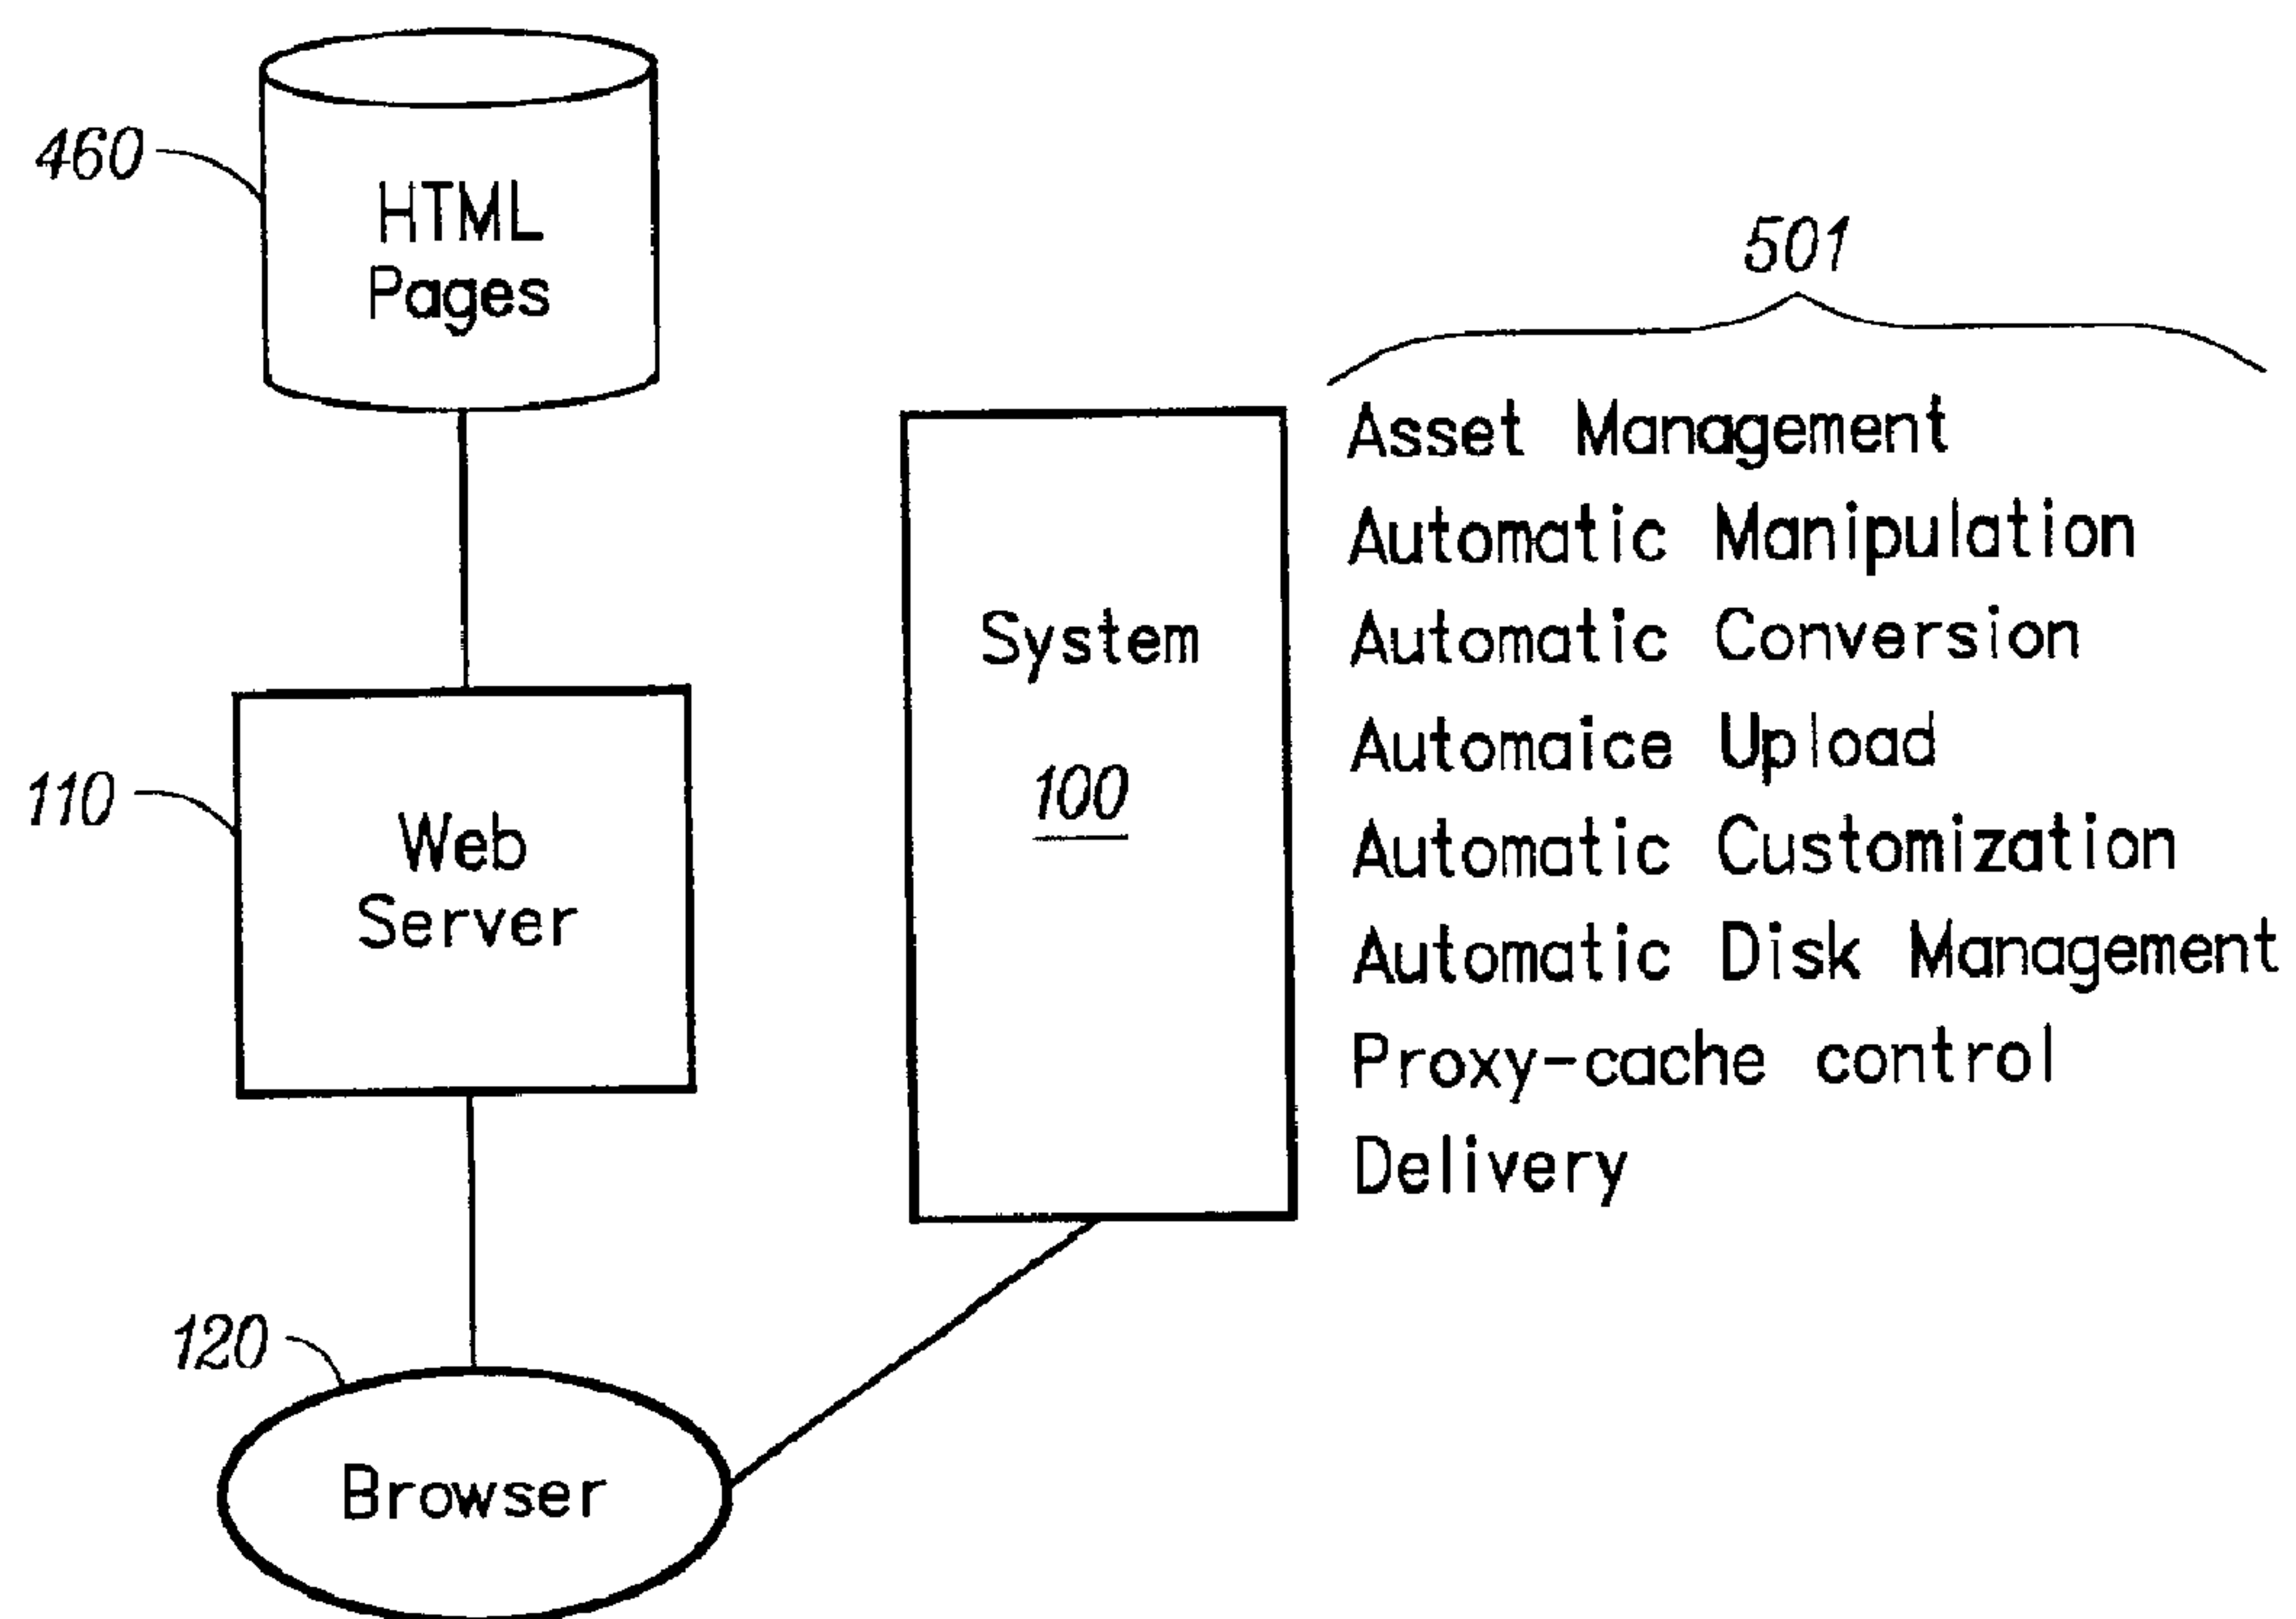 460
HTML
Pages
110
Web
Server
120
Browser
System
100
501
Asset Management
Automatic Manipulation
Automatic Conversion
Automaice Upload
Automatic Customization
Automatic Disk Management
Proxy-cache control
Delivery